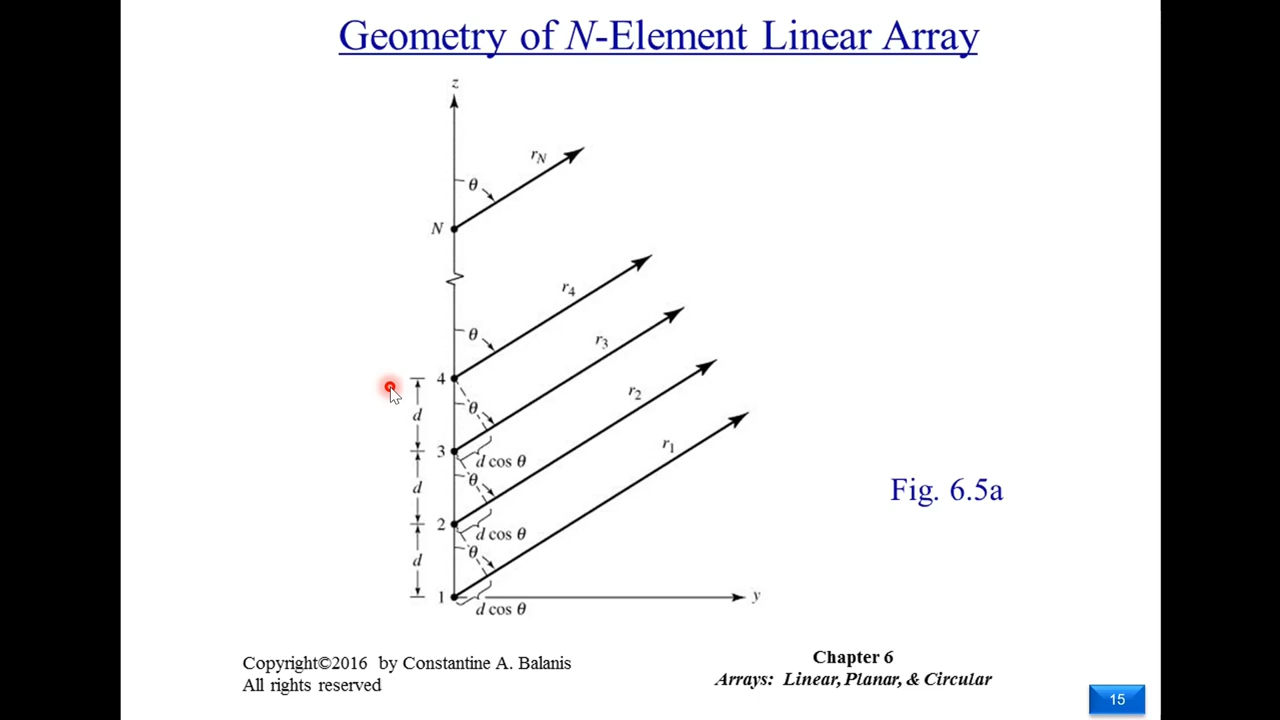 Geometry of N-Element Linear Array
z
r_N
θ
N
r_4
θ
r_3
4
r_2
θ
d
r_1
3
d cos θ
θ
d
Fig. 6.5a
2
d cos θ
θ
d
1
y
d cos θ
Copyright©2016 by Constantine A. Balanis
All rights reserved
Chapter 6
Arrays: Linear, Planar, & Circular
15